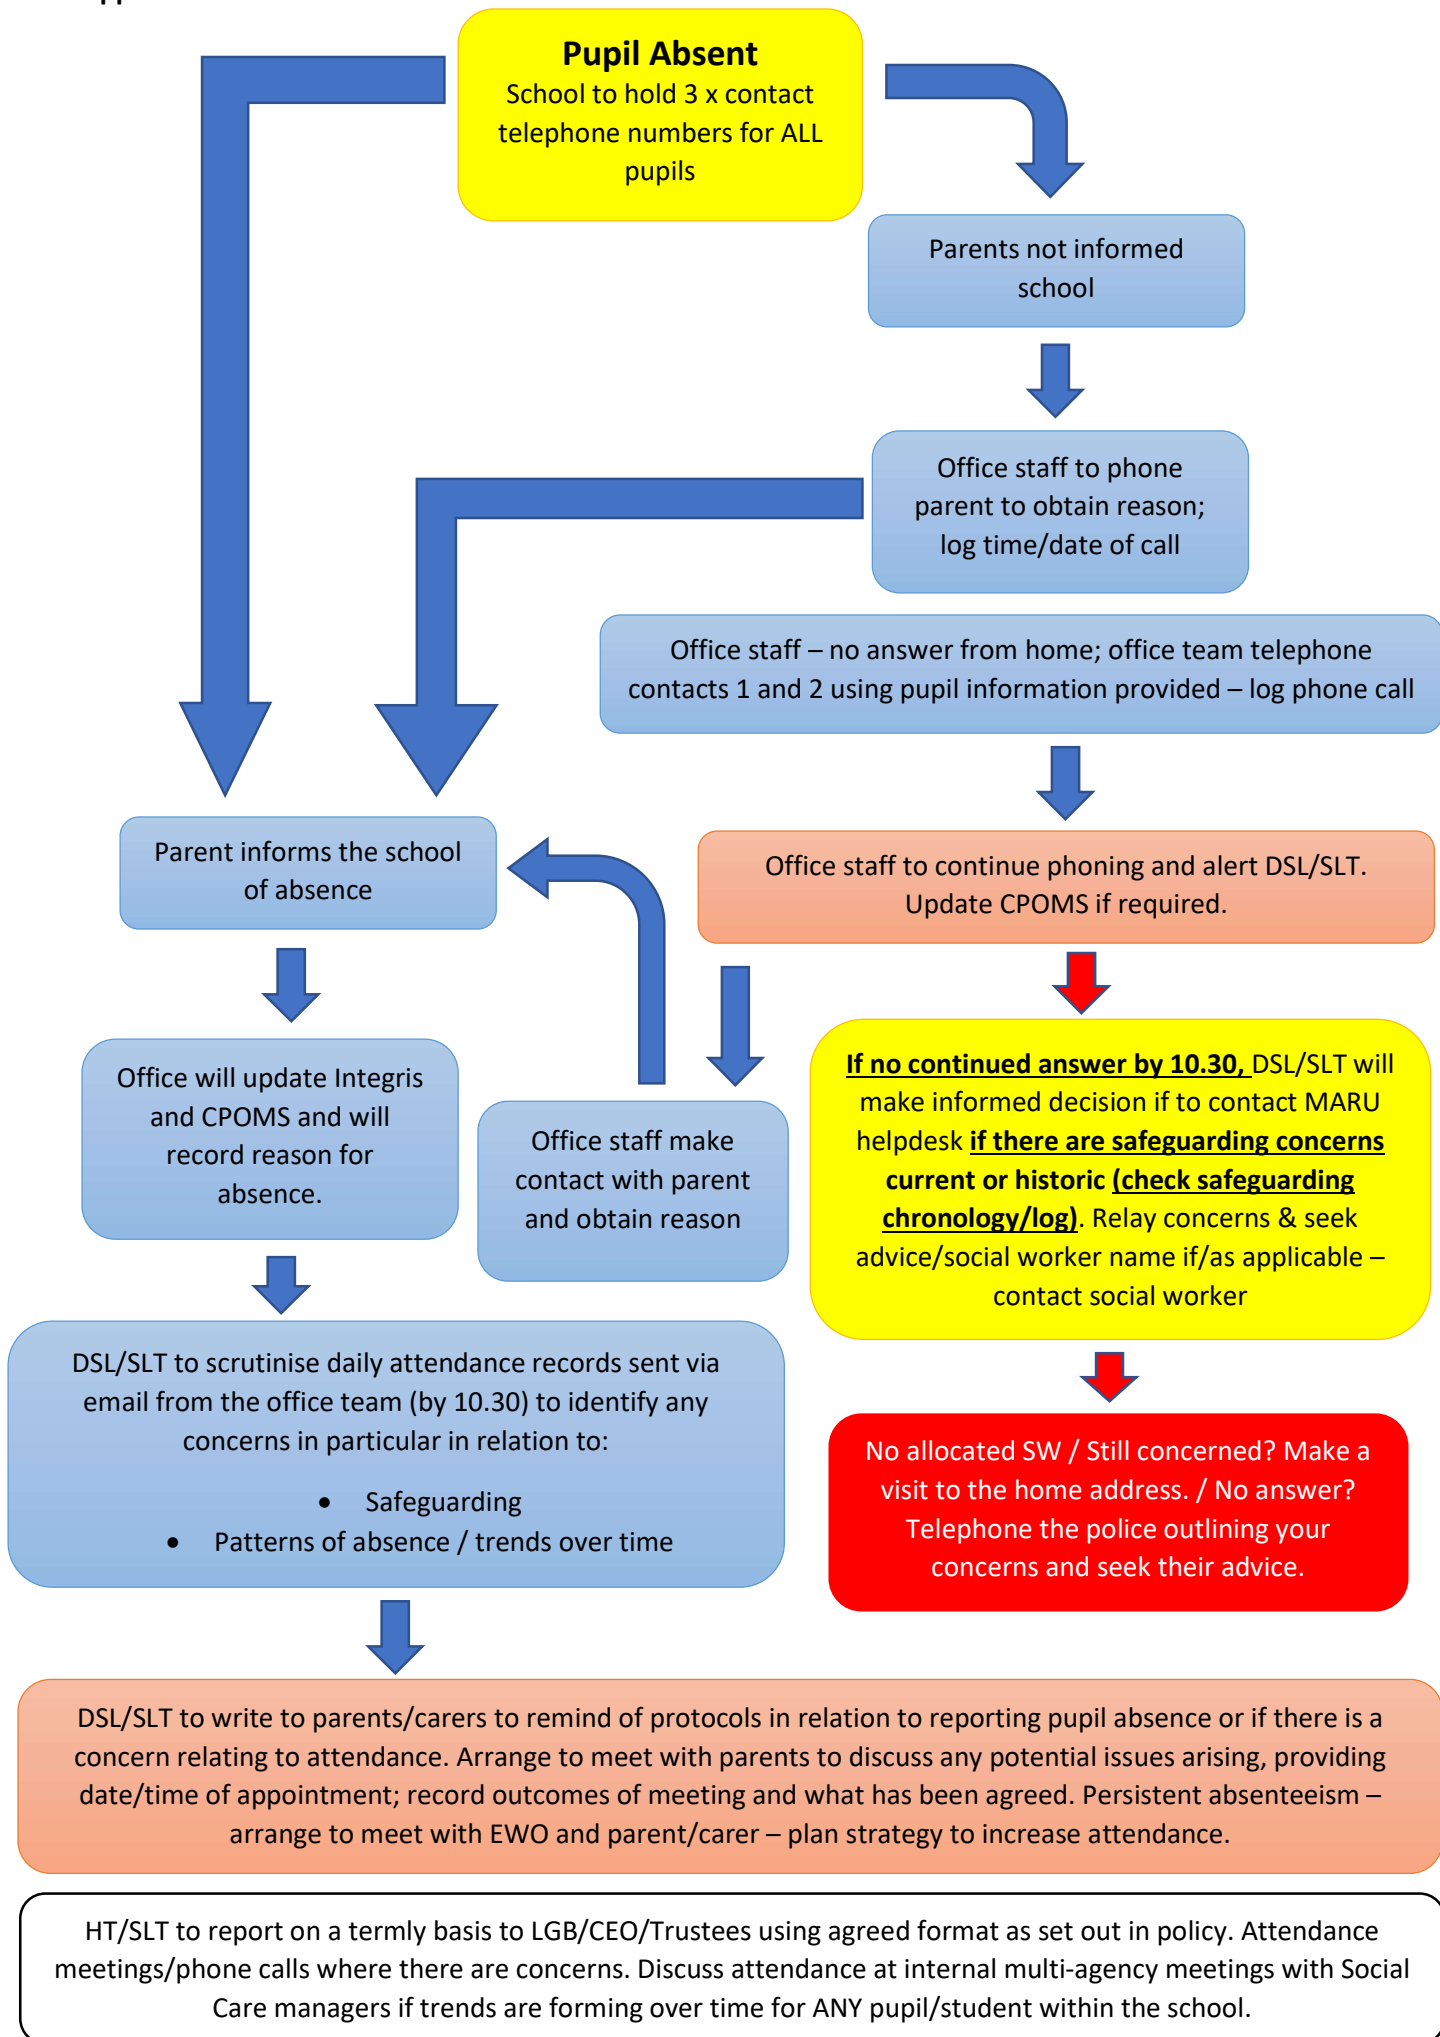 Pupil Absent
School to hold 3 x contact
telephone numbers for ALL
pupils
Parents not informed
school
Office staff to phone
parent to obtain reason;
log time/date of call
Office staff – no answer from home; office team telephone
contacts 1 and 2 using pupil information provided – log phone call
Parent informs the school
of absence
Office staff to continue phoning and alert DSL/SLT.
Update CPOMS if required.
Office will update Integris
and CPOMS and will
record reason for
absence.
Office staff make
contact with parent
and obtain reason
If no continued answer by 10.30, DSL/SLT will
make informed decision if to contact MARU
helpdesk if there are safeguarding concerns
current or historic (check safeguarding
chronology/log). Relay concerns & seek
advice/social worker name if/as applicable –
contact social worker
DSL/SLT to scrutinise daily attendance records sent via
email from the office team (by 10.30) to identify any
concerns in particular in relation to:
• Safeguarding
• Patterns of absence / trends over time
No allocated SW / Still concerned? Make a
visit to the home address. / No answer?
Telephone the police outlining your
concerns and seek their advice.
DSL/SLT to write to parents/carers to remind of protocols in relation to reporting pupil absence or if there is a
concern relating to attendance. Arrange to meet with parents to discuss any potential issues arising, providing
date/time of appointment; record outcomes of meeting and what has been agreed. Persistent absenteeism –
arrange to meet with EWO and parent/carer – plan strategy to increase attendance.
HT/SLT to report on a termly basis to LGB/CEO/Trustees using agreed format as set out in policy. Attendance
meetings/phone calls where there are concerns. Discuss attendance at internal multi-agency meetings with Social
Care managers if trends are forming over time for ANY pupil/student within the school.